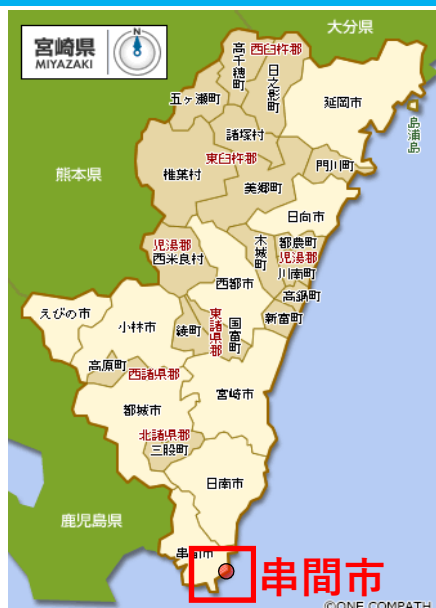 大分県
宮崎県
MIYAZAKI
N
高千穂町
西臼杵郡
日之影町
五ヶ瀬町
延岡市
島浦島
諸塚村
東臼杵郡
門川町
熊本県
椎葉村
美郷町
日向市
児湯郡
西米良村
木城町
都農町
児湯郡
川南町
西都市
高鍋町
えびの市
小林市
綾町
東諸県郡
国富町
新富町
高原町
西諸県郡
宮崎市
都城市
北諸県郡
三股町
日南市
鹿児島県
串間市
串間市
©ONE COMPATH